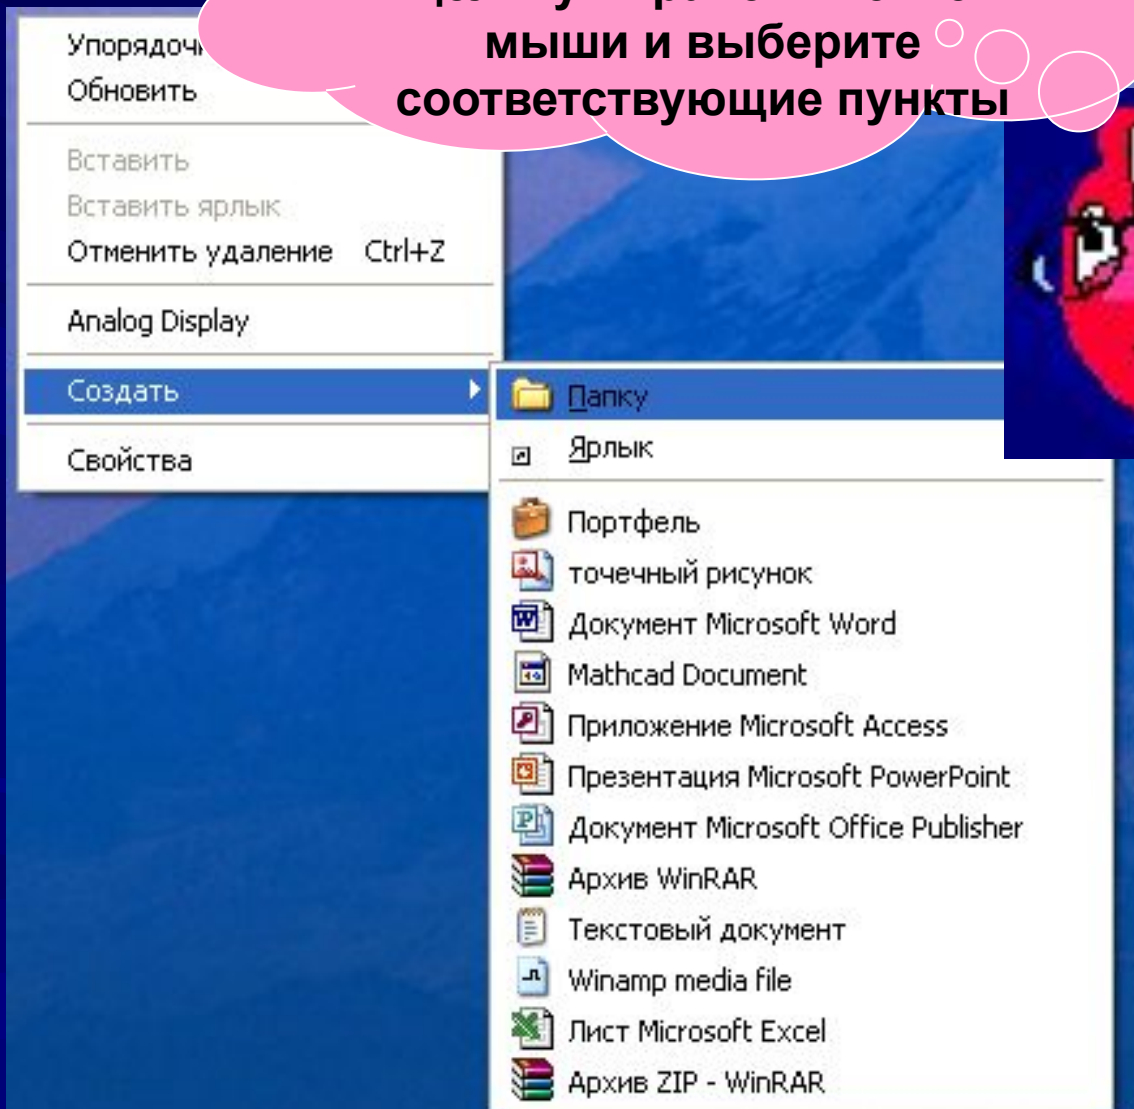 мыши и выберите
соответствующие пункты
Обновить
Вставить
Вставить ярлык
Отменить удаление Ctrl+Z
Analog Display
Создать
Свойства
Папку
Ярлык
Портфель
точечный рисунок
Документ Microsoft Word
Mathcad Document
Приложение Microsoft Access
Презентация Microsoft PowerPoint
Документ Microsoft Office Publisher
Архив WinRAR
Текстовый документ
Winamp media file
Лист Microsoft Excel
Архив ZIP - WinRAR